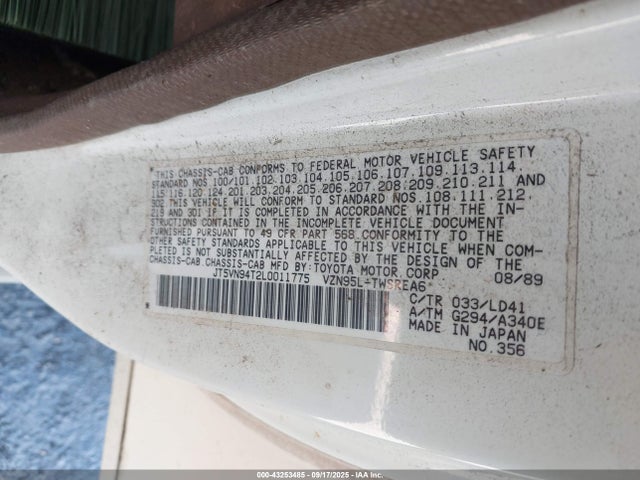 THIS CHASSIS-CAB CONFORMS TO FEDERAL MOTOR VEHICLE SAFETY
STANDARD NOS 100/101.102.103.104.105.106.107.109.113.114.
115.116.120.124.201.203.204.205.206.207.208.209.210.211 AND
302 THIS VEHICLE WILL CONFORM TO STANDARD NOS 108.111.212.
219 AND 301 IF IT IS COMPLETED IN ACCORDANCE WITH THE IN-
STRUCTIONS CONTAINED IN THE INCOMPLETE VEHICLE DOCUMENT
FURNISHED PURSUANT TO 49 CFR PART 568 CONFORMITY TO THE
OTHER SAFETY STANDARDS APPLICABLE TO THIS VEHICLE WHEN COM-
PLETED IS NOT SUBSTANTIALLY AFFECTED BY THE DESIGN OF THE
CHASSIS-CAB CHASSIS-CAB MFD BY: TOYOTA MOTOR CORP 08/89
JT5VN94T2L0011775 VZN95L-TWSREA6
C/TR 033/LD41
A/TM G294/A340E
MADE IN JAPAN
NO.356
000-43253485 - 09/17/2025 - IAAI.COM